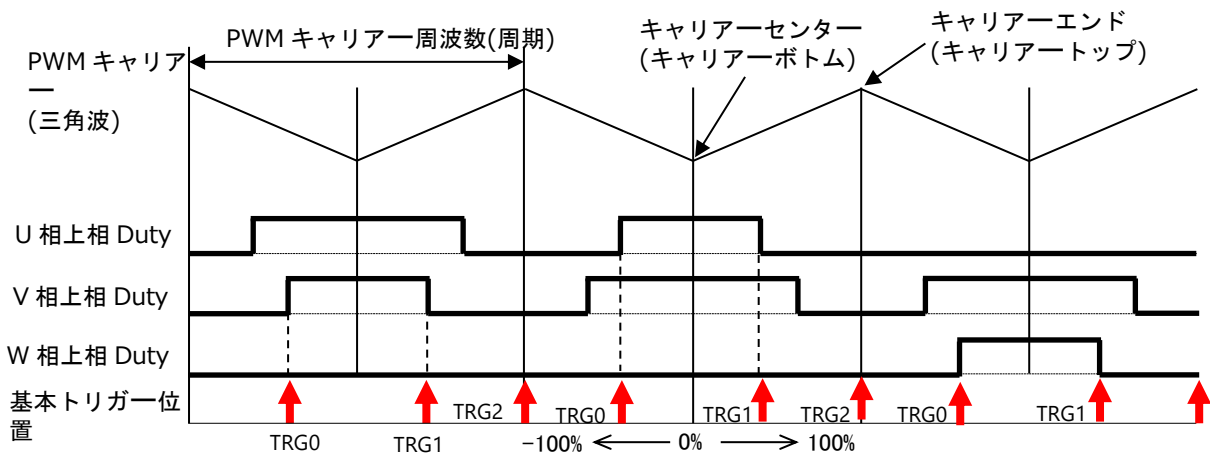 PWM キャリアー周波数(周期)
キャリアーセンター
(キャリアーボトム)
キャリアーエンド
(キャリアートップ)
PWM キャリア
ー
(三角波)
U 相上相 Duty
V 相上相 Duty
W 相上相 Duty
基本トリガー位
置
TRG0
TRG1
TRG2
TRG0
TRG1
TRG2
TRG0
TRG1
-100%
0%
100%